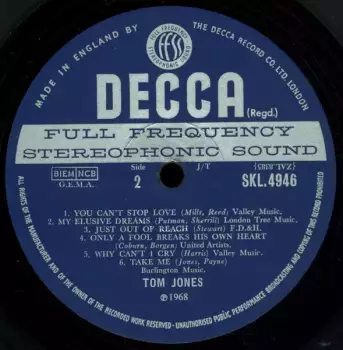 MADE IN ENGLAND BY
FULL FREQUENCY
ffss
STEREOPHONIC SOUND
THE DECCA RECORD CO. LTD. LONDON
DECCA
(Regd.)
FULL FREQUENCY
STEREOPHONIC SOUND
BIEM NCB
G.E.M.A.
Side
2
J/T
SKL.4946
1. YOU CAN'T STOP LOVE (Mills, Reed) Valley Music.
2. MY ELUSIVE DREAMS (Putman, Sherrill) London Tree Music.
3. JUST OUT OF REACH (Stewart) F.D.&H.
4. ONLY A FOOL BREAKS HIS OWN HEART
(Coburn, Bergen) United Artists.
5. WHY CAN'T I CRY (Harris) Valley Music.
6. TAKE ME (Jones, Payne)
Burlington Music.
TOM JONES
℗1968
ALL RIGHTS OF THE MANUFACTURER AND OF THE OWNER OF THE RECORDED WORK RESERVED · UNAUTHORISED PUBLIC PERFORMANCE BROADCASTING AND COPYING OF THIS RECORD PROHIBITED